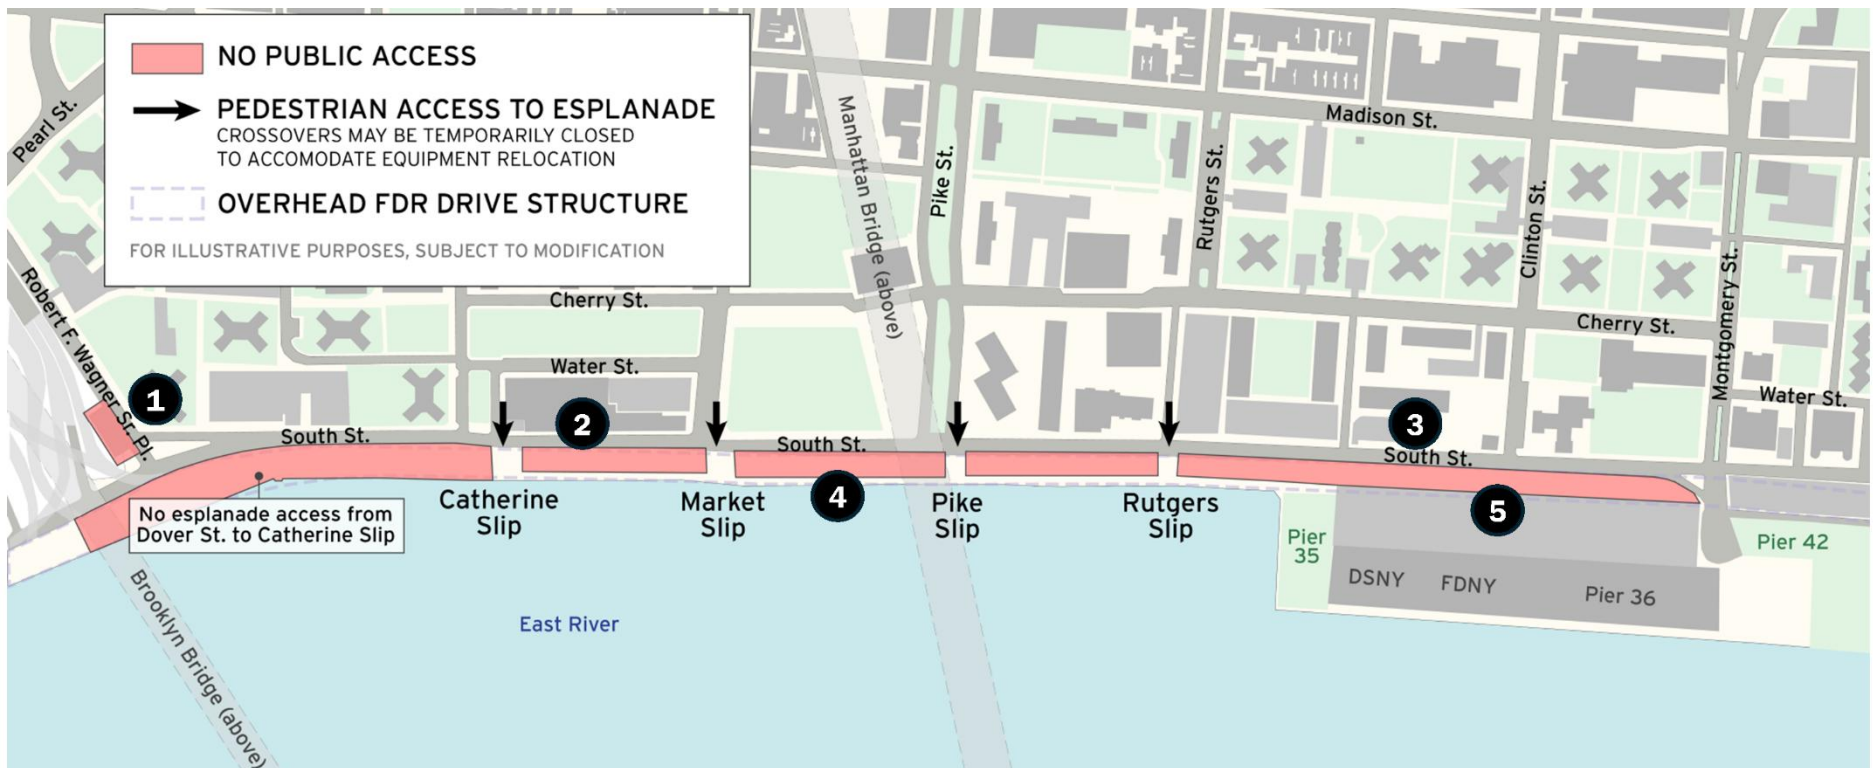 NO PUBLIC ACCESS
PEDESTRIAN ACCESS TO ESPLANADE
CROSSOVERS MAY BE TEMPORARILY CLOSED
TO ACCOMODATE EQUIPMENT RELOCATION
OVERHEAD FDR DRIVE STRUCTURE
FOR ILLUSTRATIVE PURPOSES, SUBJECT TO MODIFICATION
Pearl St.
Robert F. Wagner Sr. Pl.
Manhattan Bridge (above)
Pike St.
Rutgers St.
Madison St.
Clinton St.
Montgomery St.
Cherry St.
Cherry St.
Water St.
Water St.
1
2
3
South St.
South St.
South St.
4
5
No esplanade access from
Dover St. to Catherine Slip
Catherine
Slip
Market
Slip
Pike
Slip
Rutgers
Slip
Pier
35
Pier 42
DSNY
FDNY
Pier 36
East River
Brooklyn Bridge (above)